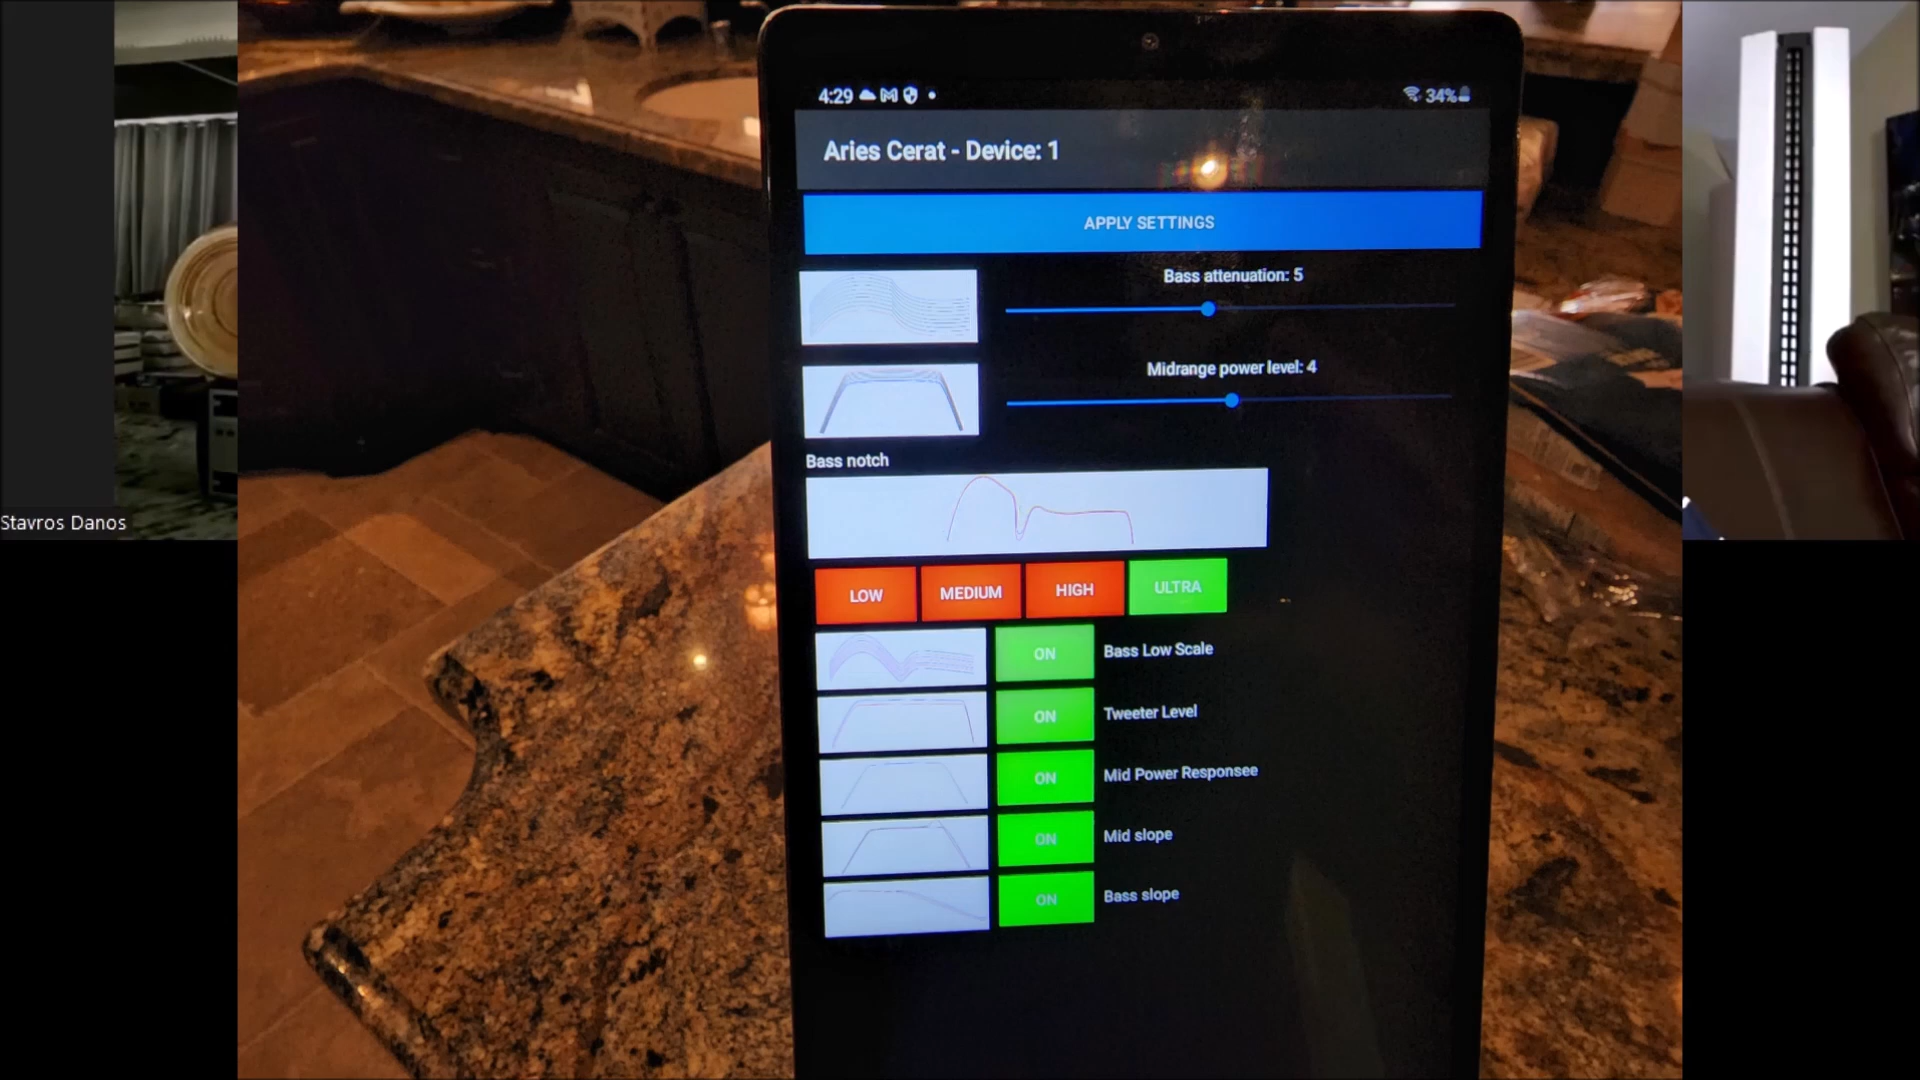 4:29
34%
Aries Cerat - Device: 1
APPLY SETTINGS
Bass attenuation: 5
Midrange power level: 4
Bass notch
LOW MEDIUM HIGH ULTRA
ON Bass Low Scale
ON Tweeter Level
ON Mid Power Responsee
ON Mid slope
ON Bass slope
Stavros Danos